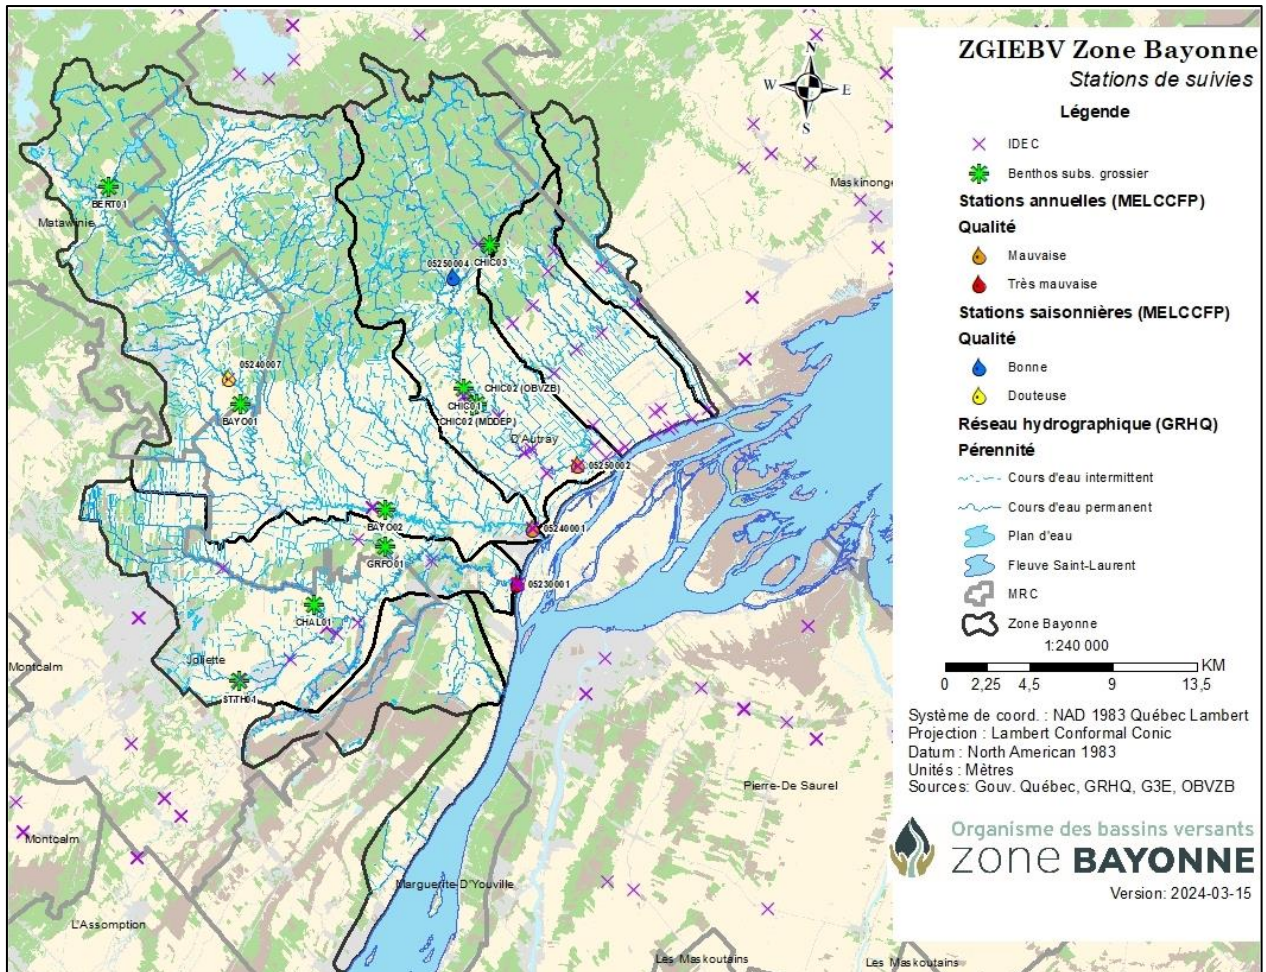 ZGIEBV Zone Bayonne
Stations de suivies
Légende
IDEC
Benthos subs. grossier
Stations annuelles (MELCCFP)
Qualité
Mauvaise
Très mauvaise
Stations saisonnières (MELCCFP)
Qualité
Bonne
Douteuse
Réseau hydrographique (GRHQ)
Pérennité
Cours d'eau intermittent
Cours d'eau permanent
Plan d'eau
Fleuve Saint-Laurent
MRC
Zone Bayonne
1:240 000
KM
0 2,25 4,5 9 13,5
Système de coord. : NAD 1983 Québec Lambert
Projection : Lambert Conformal Conic
Datum : North American 1983
Unités : Mètres
Sources: Gouv. Québec, GRHQ, G3E, OBVZB
Organisme des bassins versants
zone BAYONNE
Version: 2024-03-15
N
W E
S
Maskinongé
BERT01
Matawinie
05250004 CHIC03
05240007
BAYO01
CHIC02 (OBVZB)
CHIC01
CHIC02 (MDDEP)
D'Autray
05250002
BAYO02
05240001
GRFO01
05230001
CHAL01
Joliette
Montcalm
STTH01
Pierre-De Saurel
Montcalm
Marguerite-D'Youville
L'Assomption
Les Maskoutains
Les Maskoutains